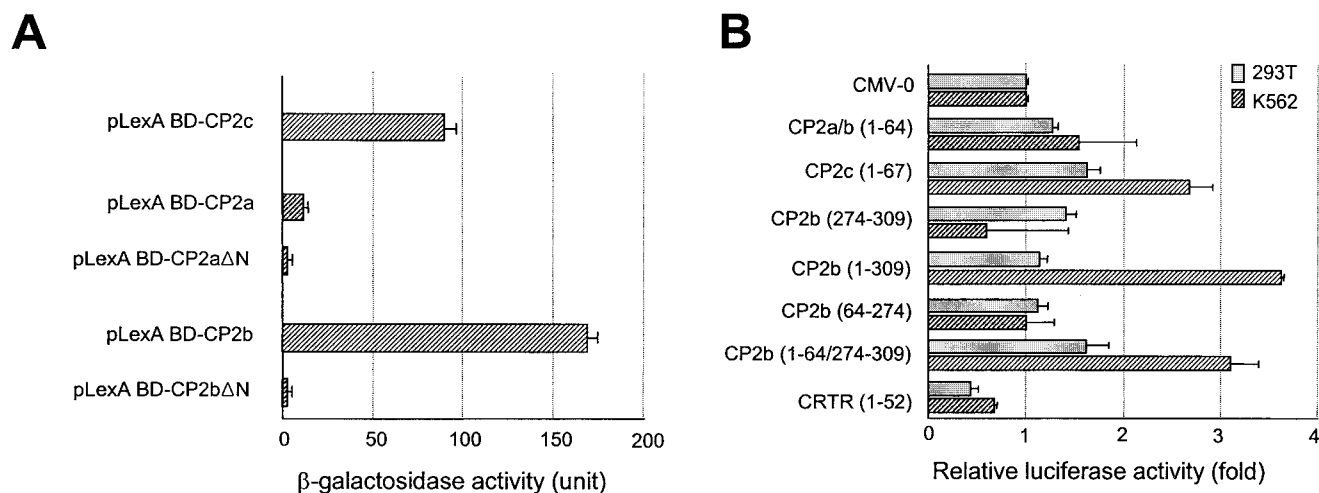 A
pLexA BD-CP2c
pLexA BD-CP2a
pLexA BD-CP2aΔN
pLexA BD-CP2b
pLexA BD-CP2bΔN
0 50 100 150 200
β-galactosidase activity (unit)
B
293T
K562
CMV-0
CP2a/b (1-64)
CP2c (1-67)
CP2b (274-309)
CP2b (1-309)
CP2b (64-274)
CP2b (1-64/274-309)
CRTR (1-52)
0 1 2 3 4
Relative luciferase activity (fold)